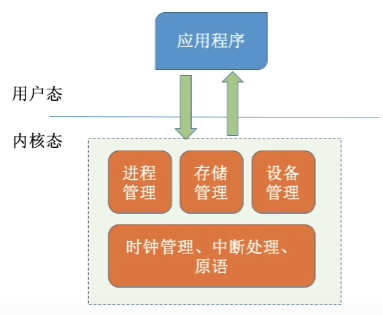 应用程序
用户态
内核态
进程
管理
存储
管理
设备
管理
时钟管理、中断处理、
原语